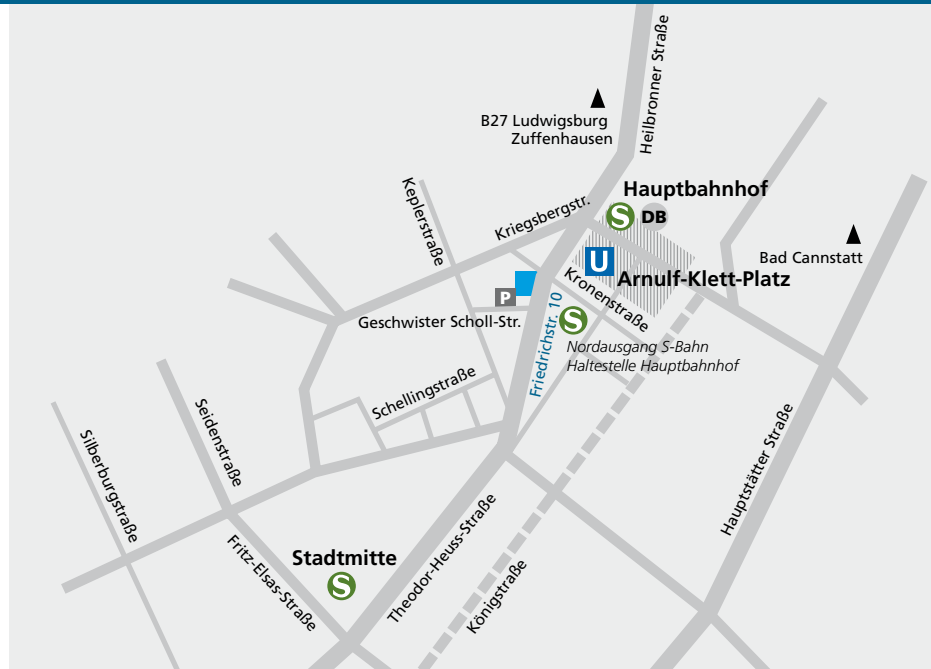 Heilbronner Straße
B27 Ludwigsburg
Zuffenhausen
Hauptbahnhof
S DB
Keplerstraße
Kriegsbergstr.
Bad Cannstatt
U
Arnulf-Klett-Platz
P
Kronenstraße
Geschwister Scholl-Str.
Friedrichstr. 10
S
Nordausgang S-Bahn
Haltestelle Hauptbahnhof
Schellingstraße
Seidenstraße
Silberburgstraße
Hauptstätter Straße
Fritz-Elsas-Straße
Stadtmitte
S
Theodor-Heuss-Straße
Königstraße